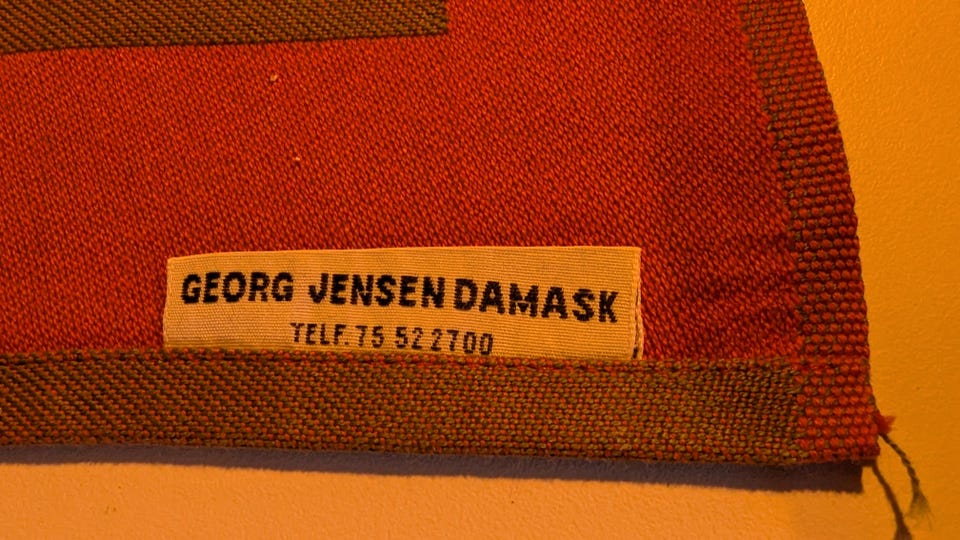 GEORG JENSEN DAMASK
TELF. 75 52 2700